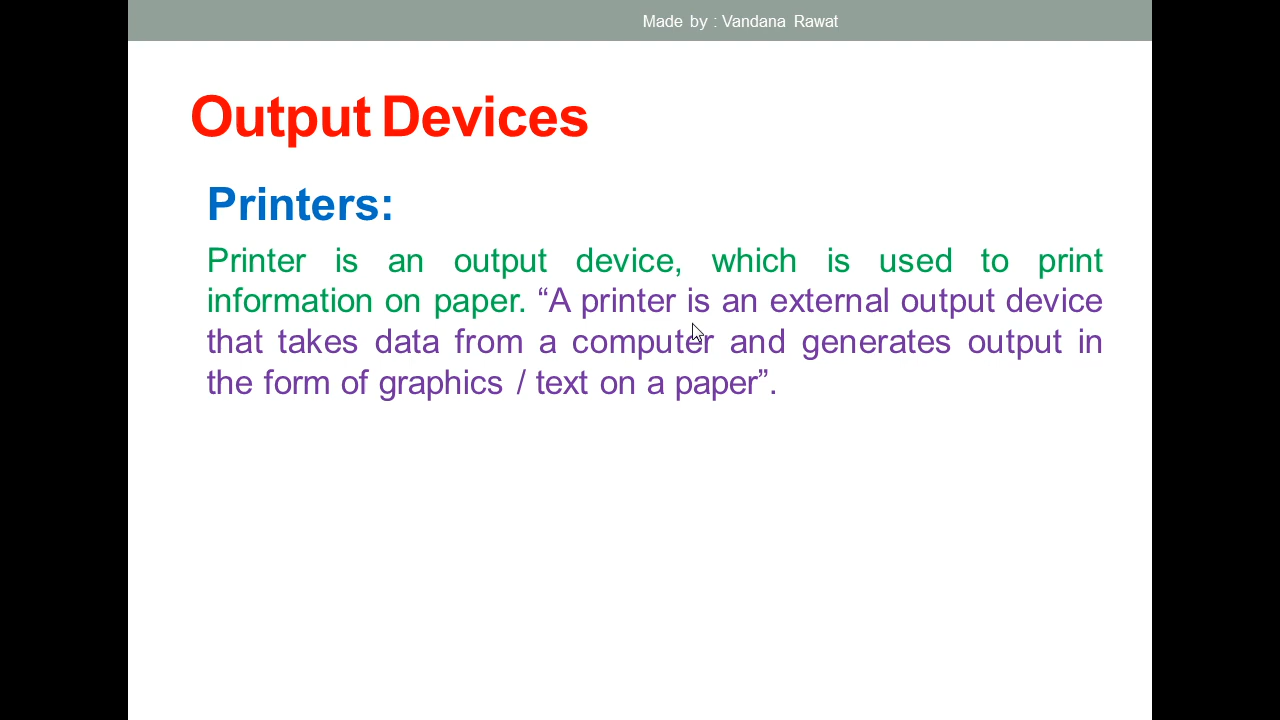 Made by : Vandana Rawat
Output Devices
Printers:
Printer is an output device, which is used to print
information on paper. “A printer is an external output device
that takes data from a computer and generates output in
the form of graphics / text on a paper”.